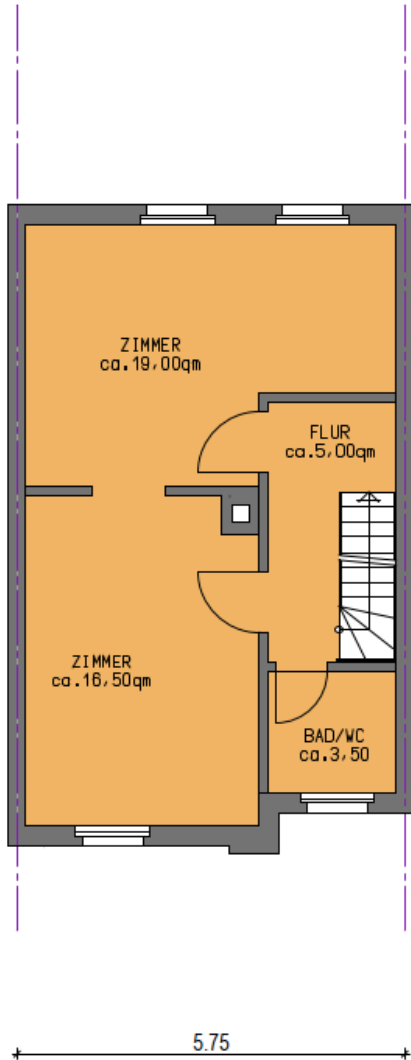 ZIMMER
ca.19,00qm
FLUR
ca.5,00qm
ZIMMER
ca.16,50qm
BAD/WC
ca.3,50
5.75